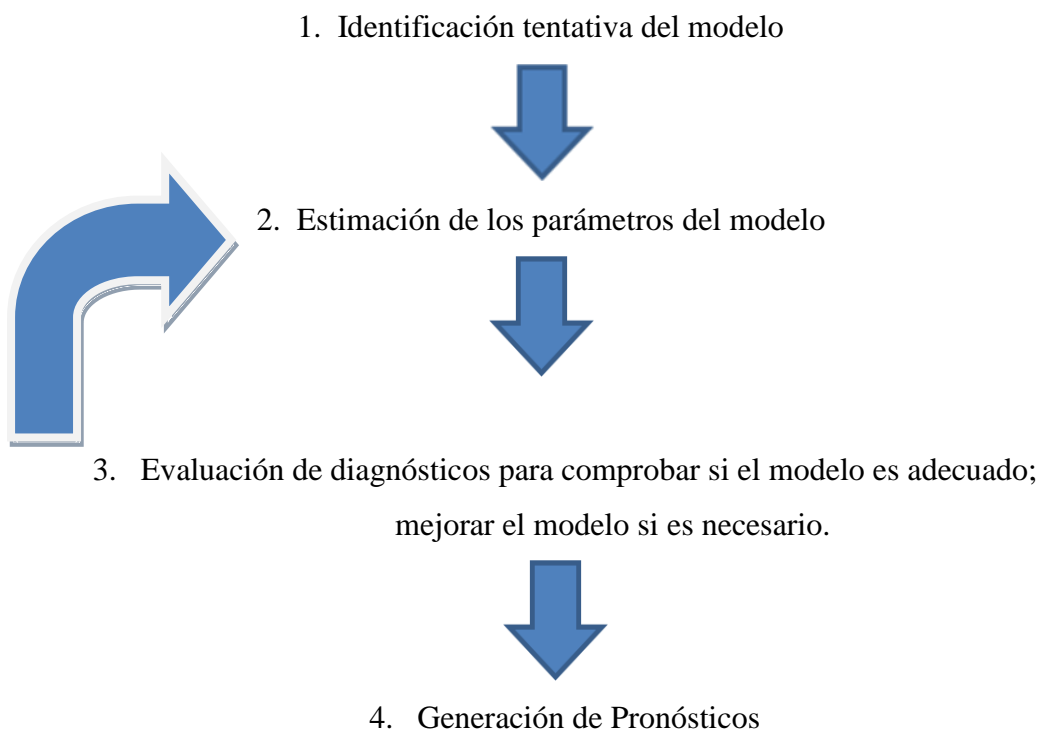 1. Identificación tentativa del modelo
2. Estimación de los parámetros del modelo
3. Evaluación de diagnósticos para comprobar si el modelo es adecuado;
mejorar el modelo si es necesario.
4. Generación de Pronósticos